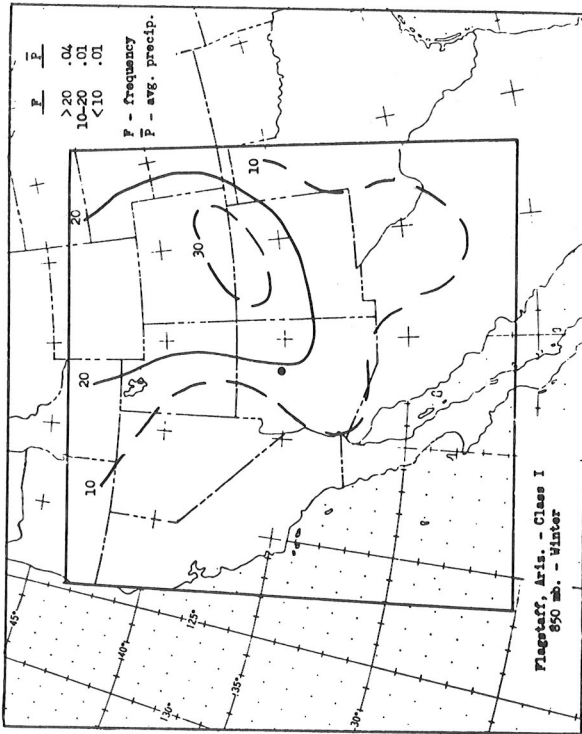 F P̄
>20 .04
10-20 .01
<10 .01
F - frequency
P̄ - avg. precip.
20
10
30
20
10
45°
40°
125°
35°
130°
30°
Flagstaff, Ariz. - Class I
850 mb. - Winter